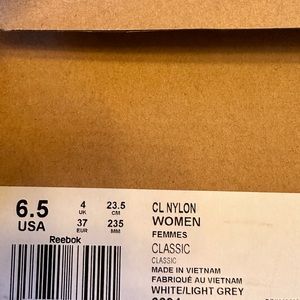 6.5 4 23.5
USA UK CM
37 235
EUR MM
Reebok
CL NYLON
WOMEN
FEMMES
CLASSIC
CLASSIC
MADE IN VIETNAM
FABRIQUÉ AU VIETNAM
WHITE/LIGHT GREY